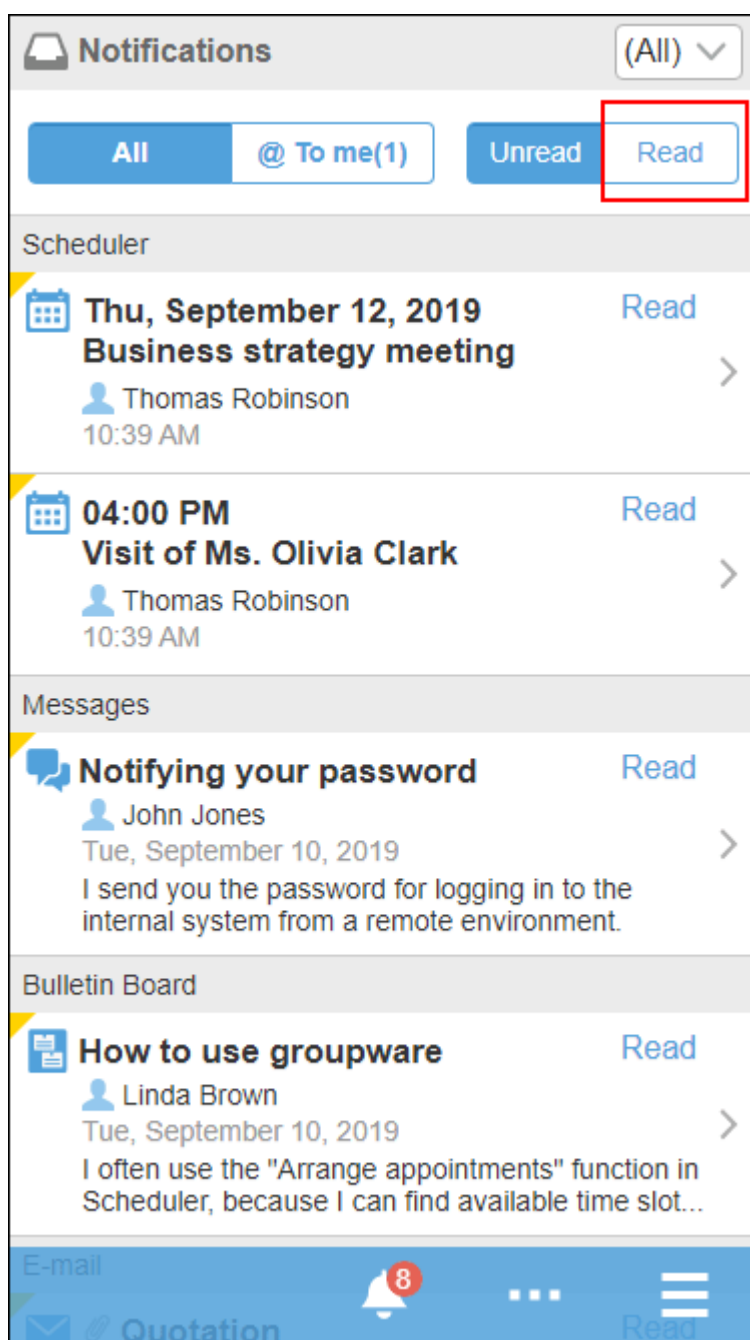 Notifications
(All)
All
@ To me(1)
Unread
Read
Scheduler
Thu, September 12, 2019
Read
Business strategy meeting
Thomas Robinson
10:39 AM
04:00 PM
Read
Visit of Ms. Olivia Clark
Thomas Robinson
10:39 AM
Messages
Notifying your password
Read
John Jones
Tue, September 10, 2019
I send you the password for logging in to the
internal system from a remote environment.
Bulletin Board
How to use groupware
Read
Linda Brown
Tue, September 10, 2019
I often use the "Arrange appointments" function in
Scheduler, because I can find available time slot...
E-mail
8
Quotation
Read